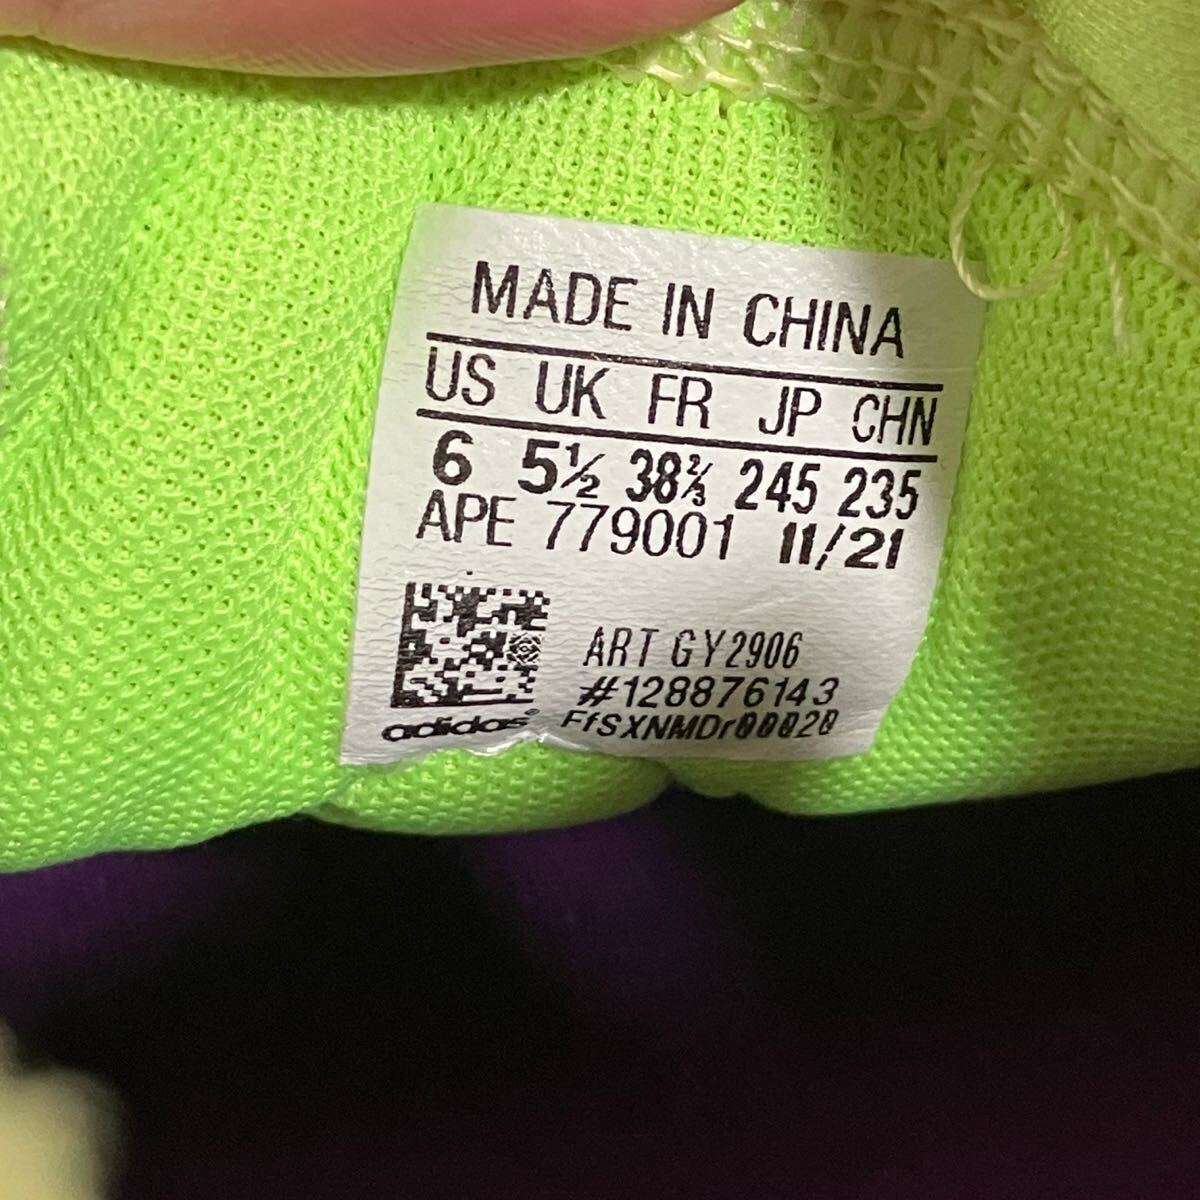 MADE IN CHINA
US UK FR JP CHN
6 5½ 38⅔ 245 235
APE 779001 11/21
ART GY2906
#128876143
adidas® FfSXNMDr00020